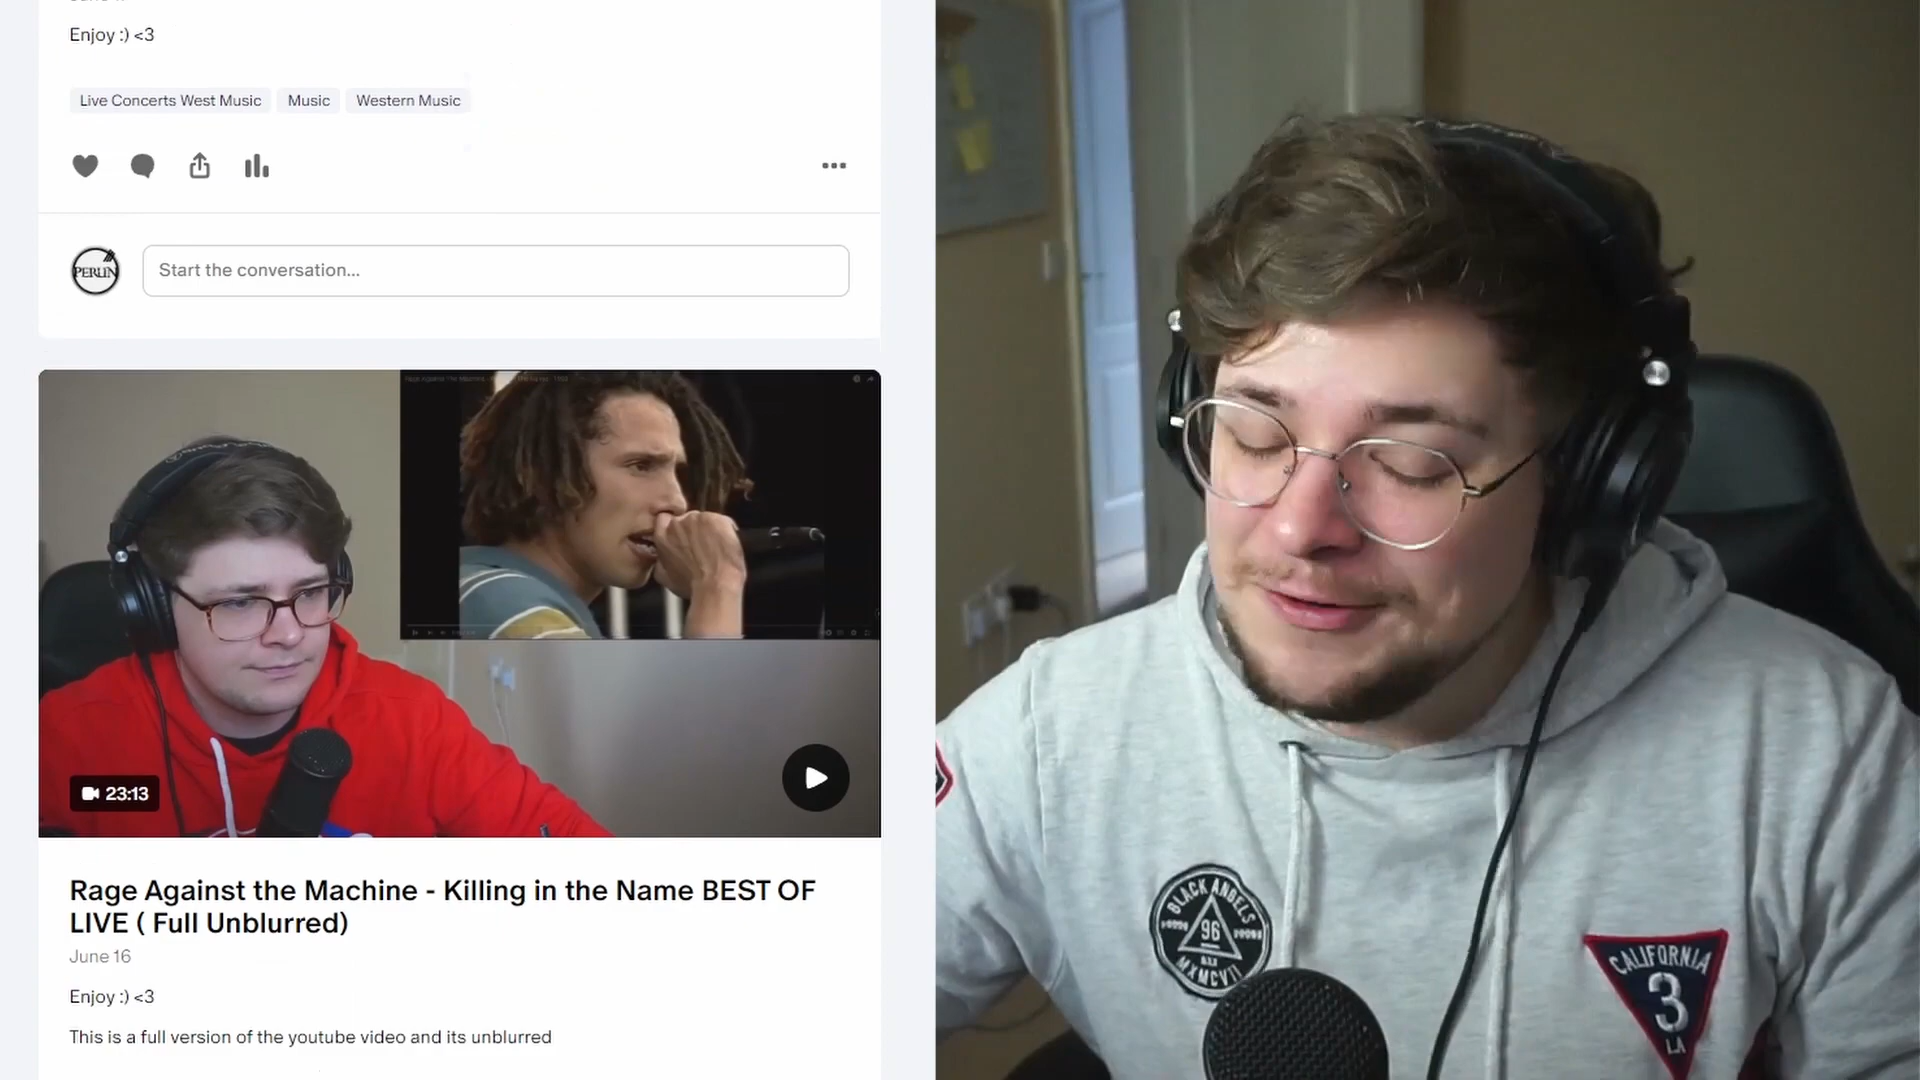 Enjoy :) <3
Live Concerts West Music
Music
Western Music
PERLIN
Start the conversation...
23:13
Rage Against the Machine - Killing in the Name BEST OF
LIVE ( Full Unblurred)
June 16
Enjoy :) <3
This is a full version of the youtube video and its unblurred
BLACK ANGELS
96
MXMCVII
CALIFORNIA
3
LA